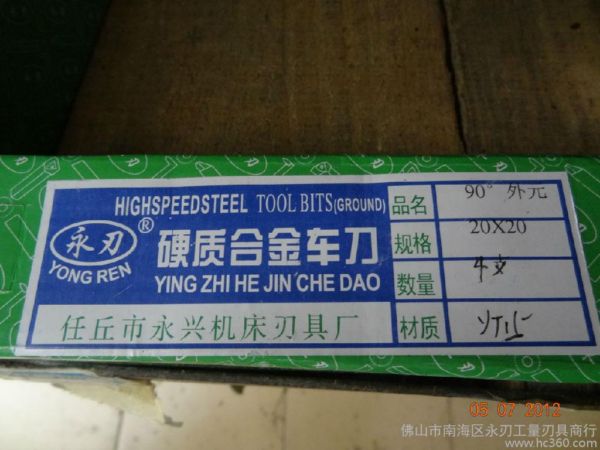 HIGHSPEEDSTEEL TOOL BITS(GROUND)
永刃®
YONG REN
硬质合金车刀
YING ZHI HE JIN CHE DAO
任丘市永兴机床刃具厂
品名 90°外元
规格 20X20
数量 4支
材质 YT15
05 07 2012
佛山市南海区永刃工量刃具商行
www.hc360.com